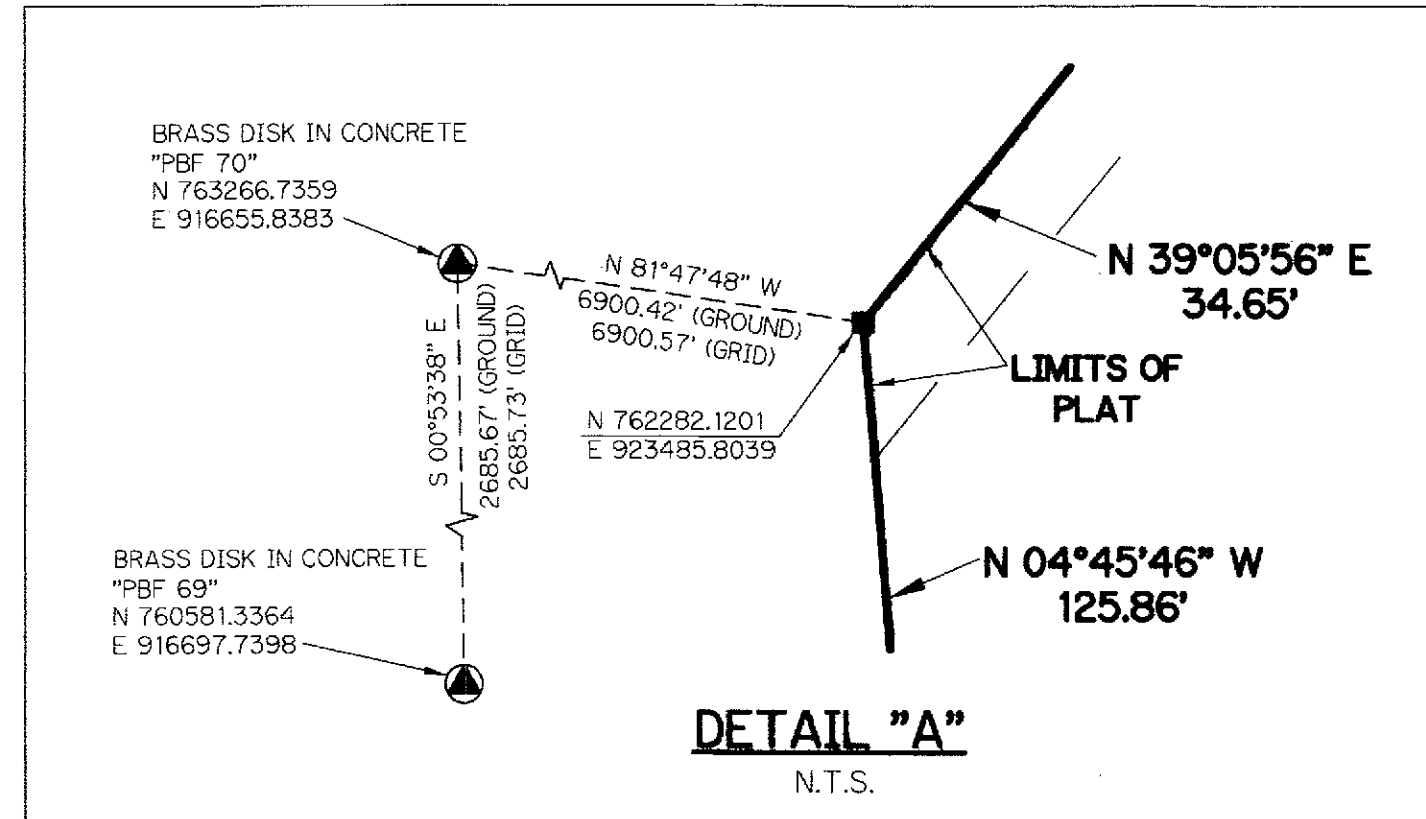 BRASS DISK IN CONCRETE
"PBF 70"
N 763266.7359
E 916655.8383
N 81°47'48" W
6900.42' (GROUND)
6900.57' (GRID)
N 39°05'56" E
34.65'
S 00°53'38" E
2685.67' (GROUND)
2685.73' (GRID)
LIMITS OF
PLAT
N 762282.1201
E 923485.8039
BRASS DISK IN CONCRETE
"PBF 69"
N 760581.3364
E 916697.7398
N 04°45'46" W
125.86'
DETAIL "A"
N.T.S.